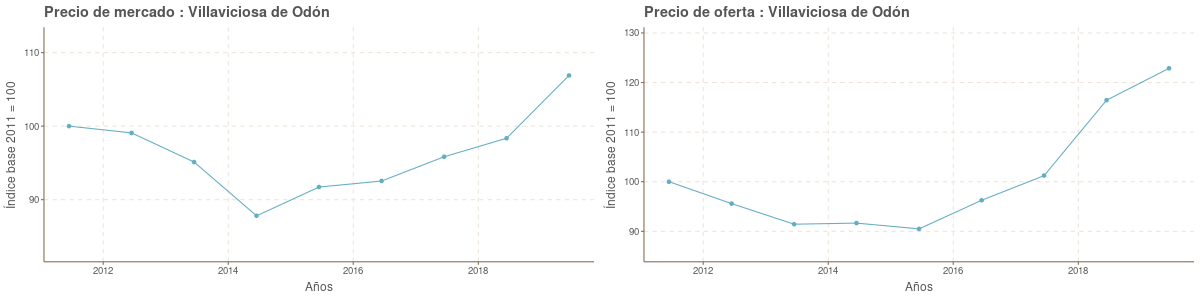 Precio de mercado : Villaviciosa de Odón
Índice base 2011 = 100
110
100
90
2012
2014
2016
2018
Años
Precio de oferta : Villaviciosa de Odón
Índice base 2011 = 100
130
120
110
100
90
2012
2014
2016
2018
Años